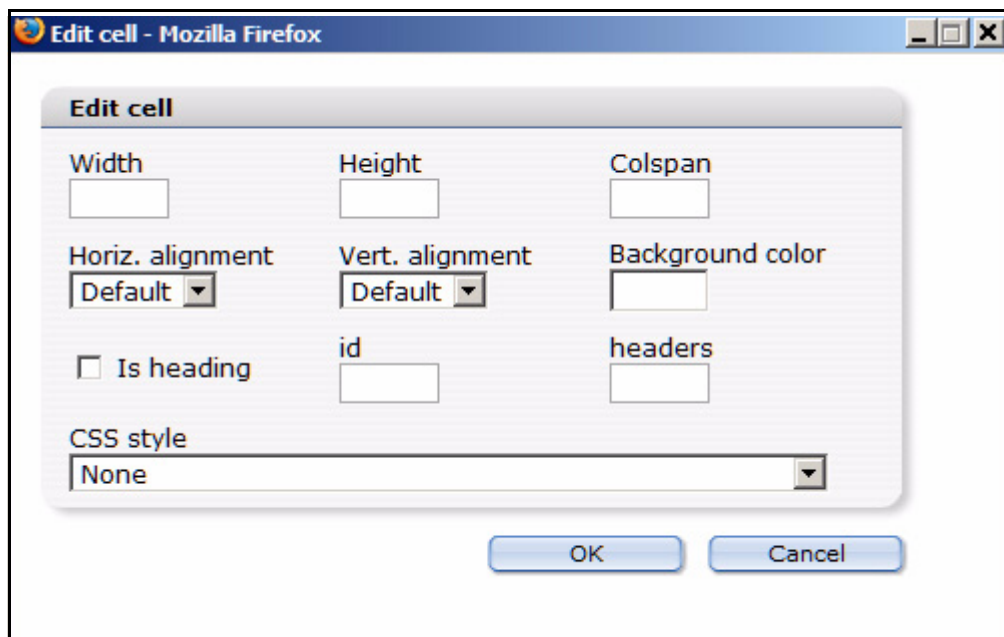 Edit cell - Mozilla Firefox
Edit cell
Width Height Colspan
Horiz. alignment Vert. alignment Background color
Default Default
Is heading id headers
CSS style
None
OK Cancel